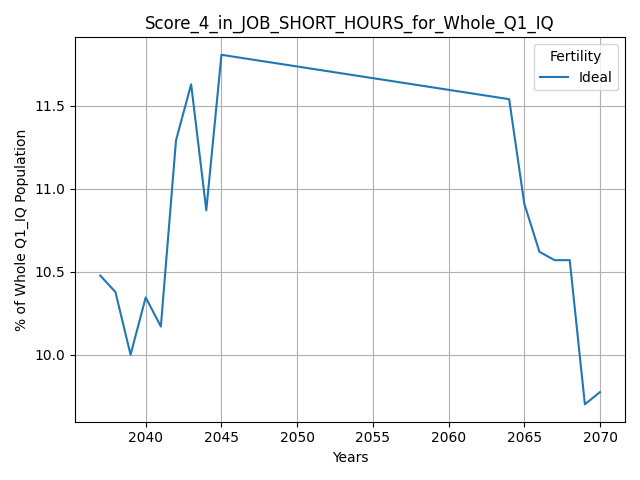 Score_4_in_JOB_SHORT_HOURS_for_Whole_Q1_IQ
Fertility
Ideal
% of Whole Q1_IQ Population
11.5
11.0
10.5
10.0
2040 2045 2050 2055 2060 2065 2070
Years